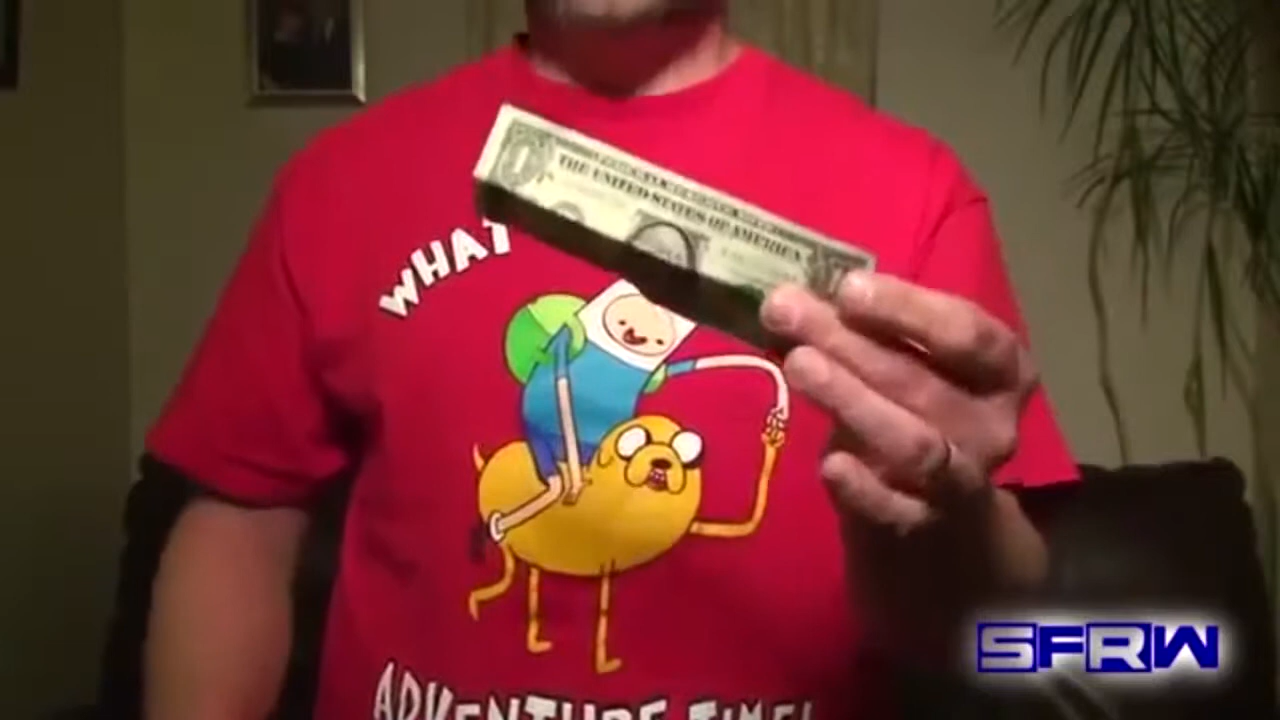 1
THE UNITED STATES OF AMERICA
WHAT
ADVENTURE TIME!
SFRW